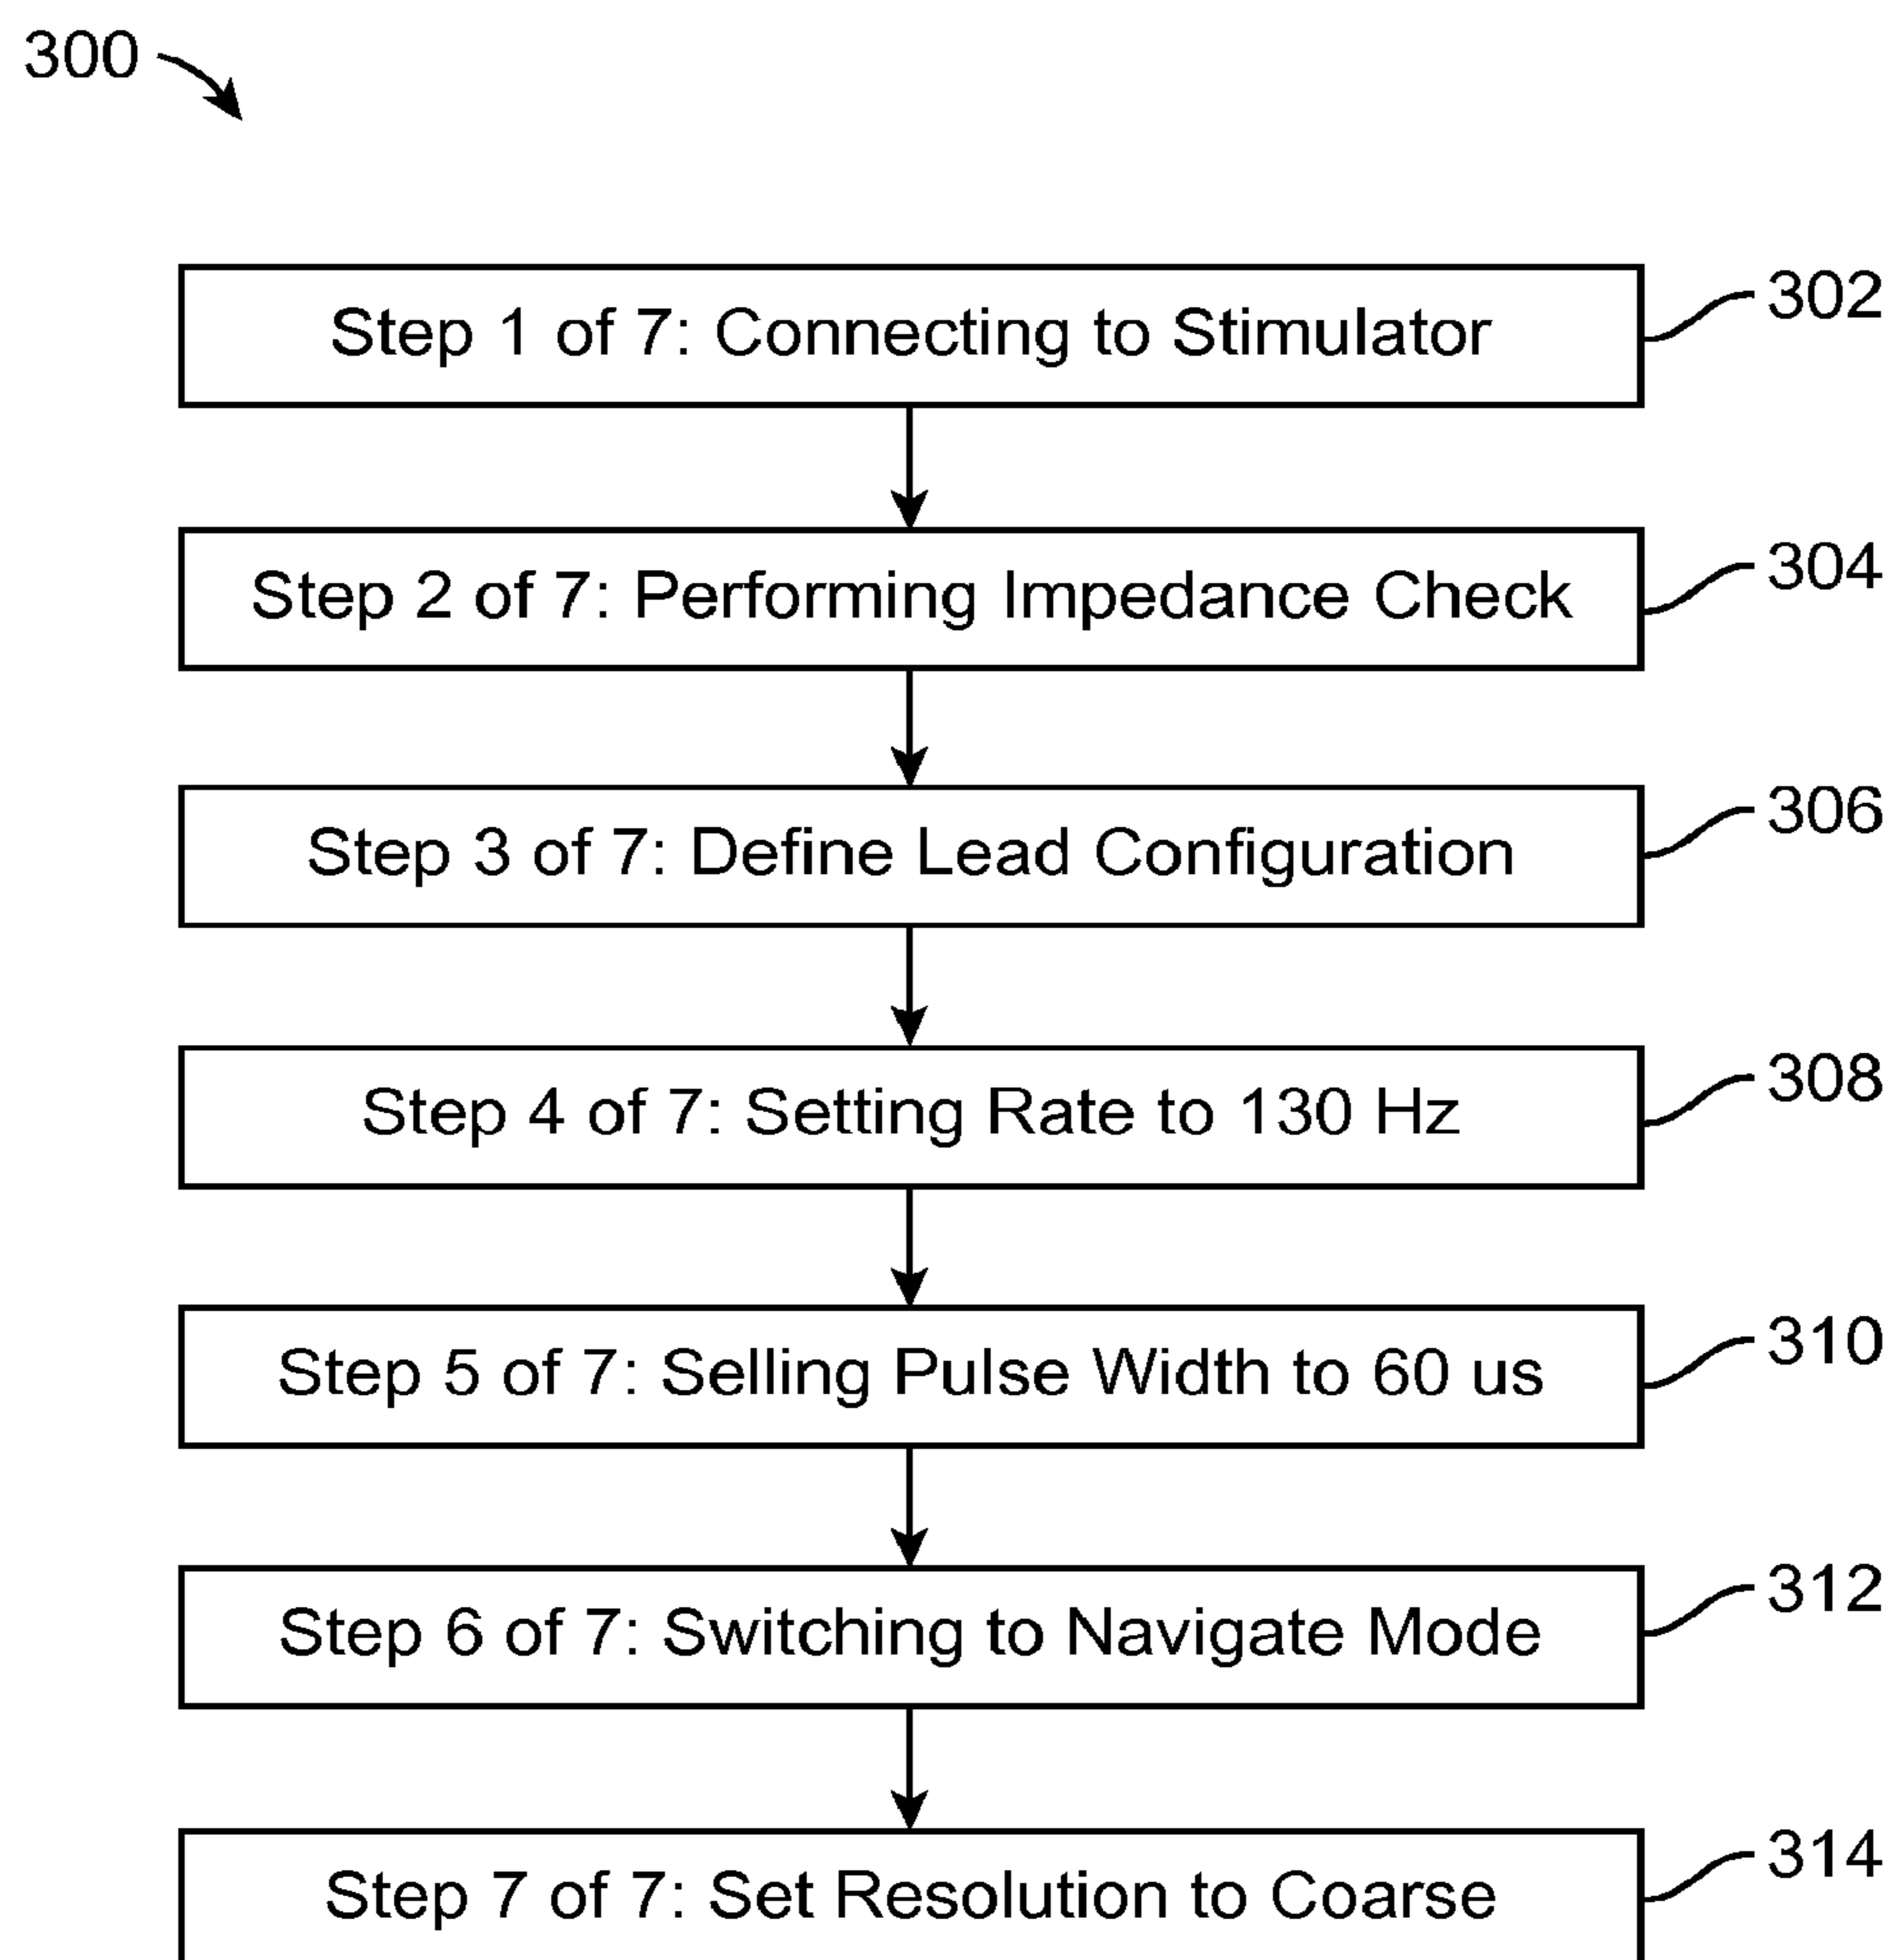 300
Step 1 of 7: Connecting to Stimulator
302
Step 2 of 7: Performing Impedance Check
304
Step 3 of 7: Define Lead Configuration
306
Step 4 of 7: Setting Rate to 130 Hz
308
Step 5 of 7: Selling Pulse Width to 60 us
310
Step 6 of 7: Switching to Navigate Mode
312
Step 7 of 7: Set Resolution to Coarse
314